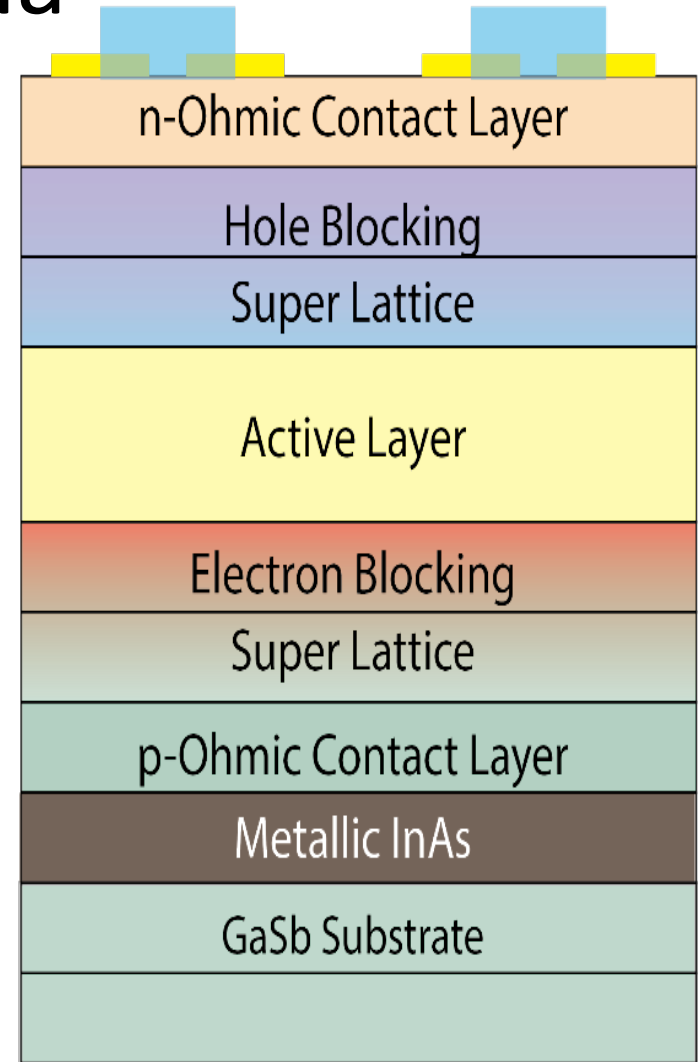 n-Ohmic Contact Layer
Hole Blocking
Super Lattice
Active Layer
Electron Blocking
Super Lattice
p-Ohmic Contact Layer
Metallic InAs
GaSb Substrate